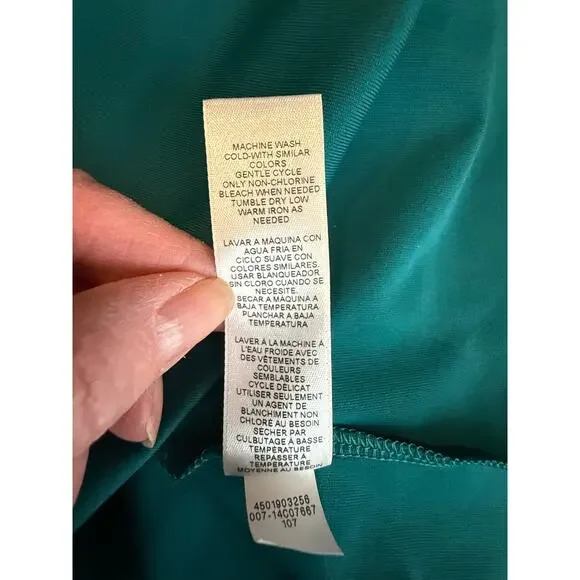 MACHINE WASH
COLD-WITH SIMILAR
COLORS
GENTLE CYCLE
ONLY NON-CHLORINE
BLEACH WHEN NEEDED
TUMBLE DRY LOW
WARM IRON AS
NEEDED
LAVAR A MAQUINA CON
AGUA FRIA EN
CICLO SUAVE CON
COLORES SIMILARES.
USAR BLANQUEADOR
SIN CLORO CUANDO SE
NECESITE.
SECAR A MAQUINA A
BAJA TEMPERATURA
PLANCHAR A BAJA
TEMPERATURA
LAVER À LA MACHINE À
L'EAU FROIDE AVEC
DES VÊTEMENTS DE
COULEURS
SEMBLABLES
CYCLE DÉLICAT
UTILISER SEULEMENT
UN AGENT DE
BLANCHIMENT NON
CHLORÉ AU BESOIN
SÉCHER PAR
CULBUTAGE À BASSE
TEMPÉRATURE
REPASSER À
TEMPÉRATURE
MOYENNE AU BESOIN
4501903256
007-14C07667
107